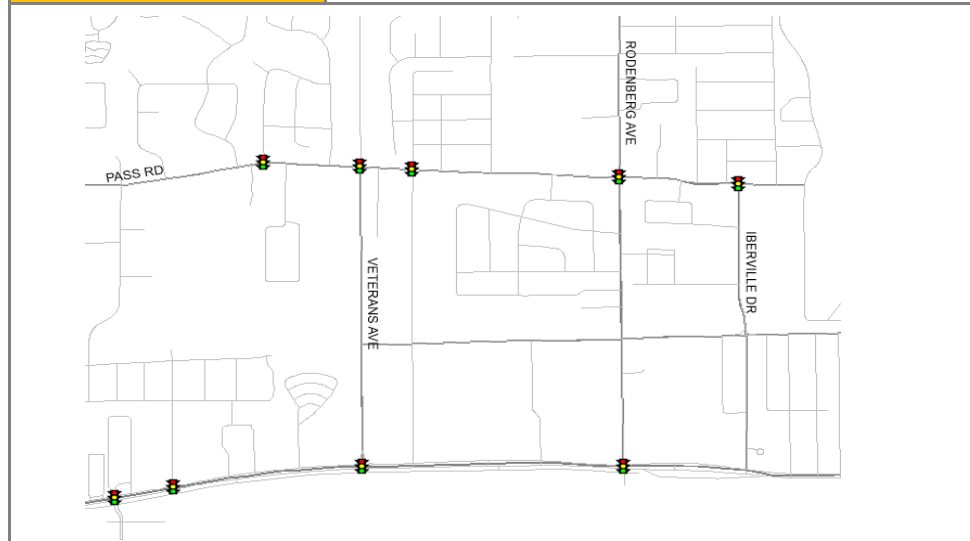 RODENBERG AVE
PASS RD
VETERANS AVE
IBERVILLE DR